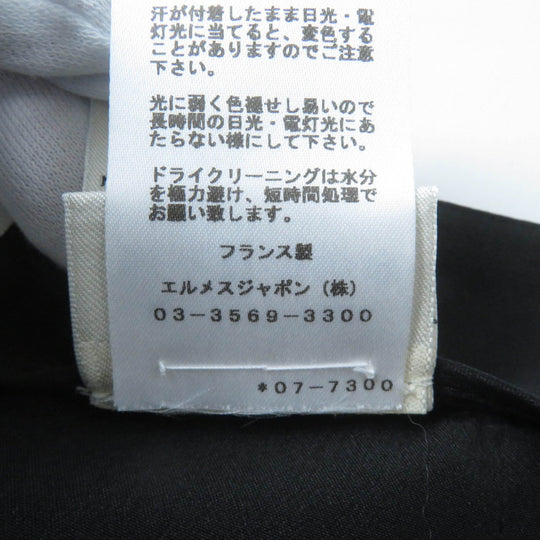 汗が付着したまま日光・電
灯光に当てると、変色する
ことがありますのでご注意
下さい。
光に弱く色褪せし易いので
長時間の日光・電灯光にあ
たらない様にして下さい。
ドライクリーニングは水分
を極力避け、短時間処理で
お願い致します。
フランス製
エルメスジャポン（株）
03-3569-3300
*07-7300